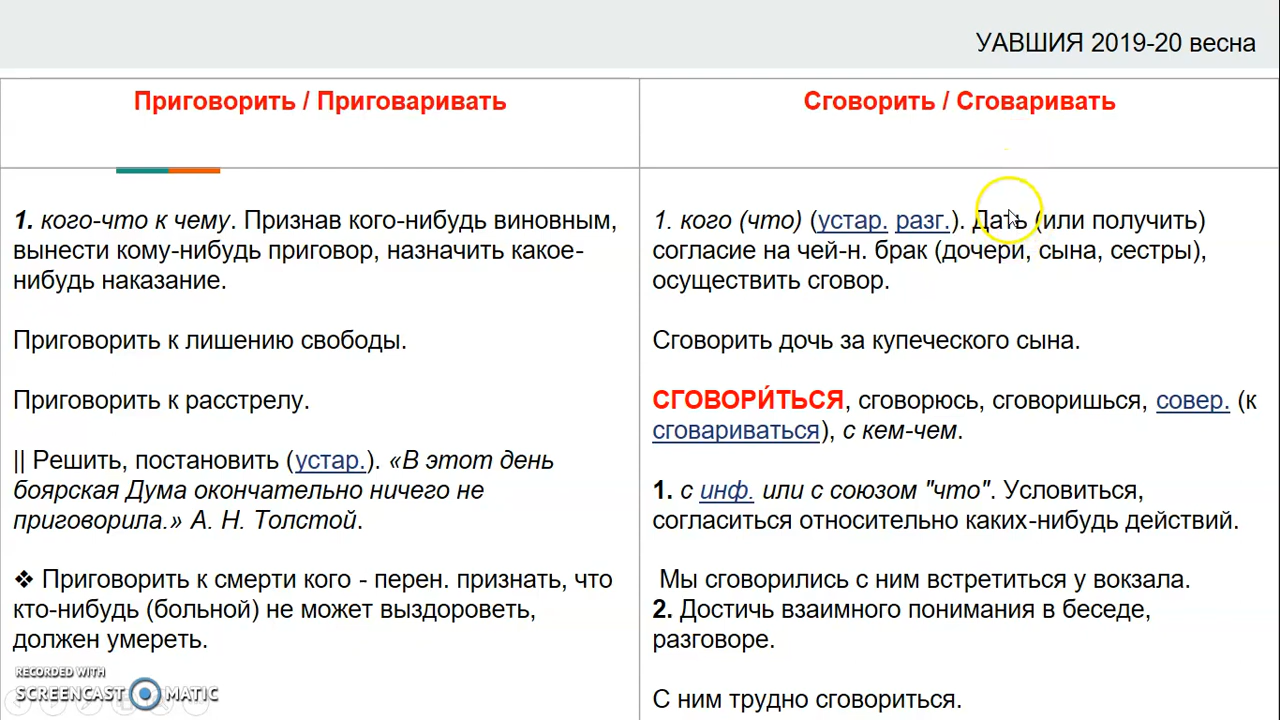 УАВШИЯ 2019-20 весна
Приговорить / Приговаривать
1. кого-что к чему. Признав кого-нибудь виновным,
вынести кому-нибудь приговор, назначить какое-
нибудь наказание.
Приговорить к лишению свободы.
Приговорить к расстрелу.
|| Решить, постановить (устар.). «В этот день
боярская Дума окончательно ничего не
приговорила.» А. Н. Толстой.
❖ Приговорить к смерти кого - перен. признать, что
кто-нибудь (больной) не может выздороветь,
должен умереть.
Сговорить / Сговаривать
1. кого (что) (устар. разг.). Дать (или получить)
согласие на чей-н. брак (дочери, сына, сестры),
осуществить сговор.
Сговорить дочь за купеческого сына.
СГОВОРИ́ТЬСЯ, сговорюсь, сговоришься, совер. (к
сговариваться), с кем-чем.
1. с инф. или с союзом "что". Условиться,
согласиться относительно каких-нибудь действий.
Мы сговорились с ним встретиться у вокзала.
2. Достичь взаимного понимания в беседе,
разговоре.
С ним трудно сговориться.
RECORDED WITH
SCREENCAST MATIC